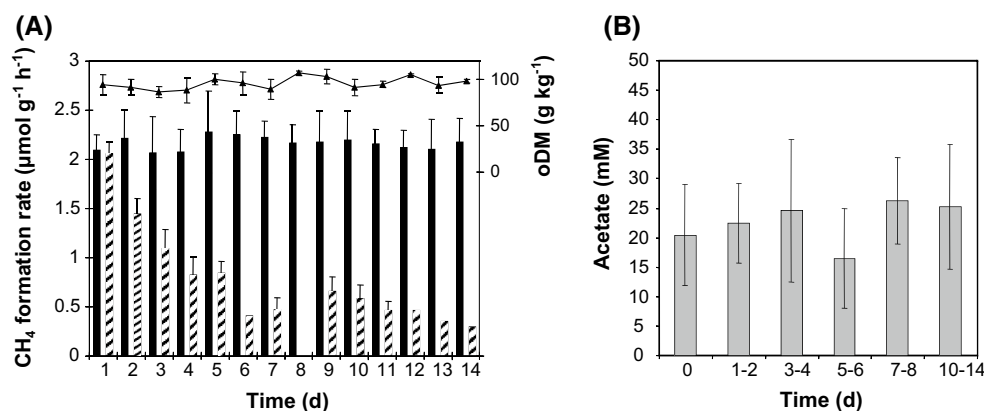 (A)
CH₄ formation rate (µmol g⁻¹ h⁻¹)
3
2.5
2
1.5
1
0.5
0
100
50
0
oDM (g kg⁻¹)
1 2 3 4 5 6 7 8 9 10 11 12 13 14
Time (d)
(B)
Acetate (mM)
50
45
40
35
30
25
20
15
10
5
0
0 1-2 3-4 5-6 7-8 10-14
Time (d)